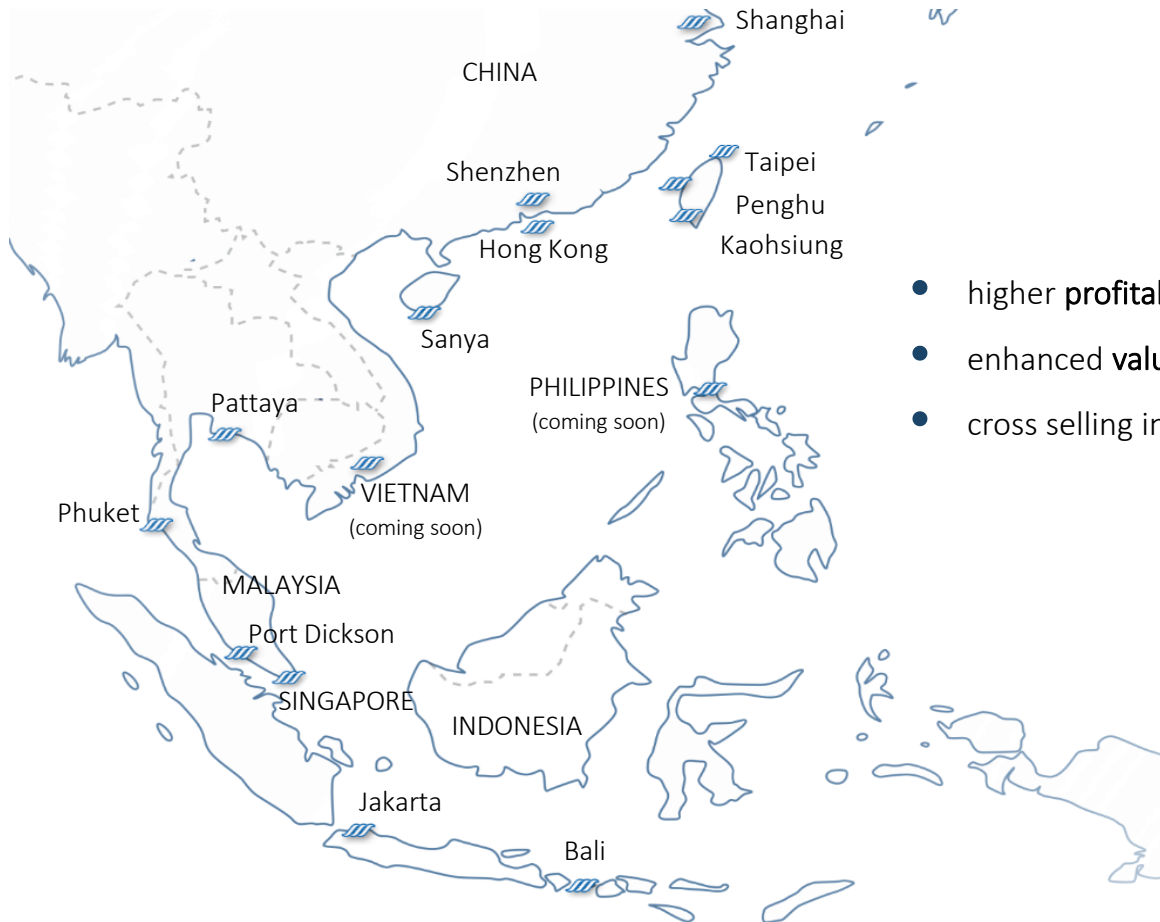 Shanghai
CHINA
Taipei
Shenzhen
Penghu
Hong Kong
Kaohsiung
Sanya
higher
enhanced
cross selling
PHILIPPINES
(coming soon)
Pattaya
VIETNAM
(coming soon)
Phuket
MALAYSIA
Port Dickson
SINGAPORE
INDONESIA
Jakarta
Bali